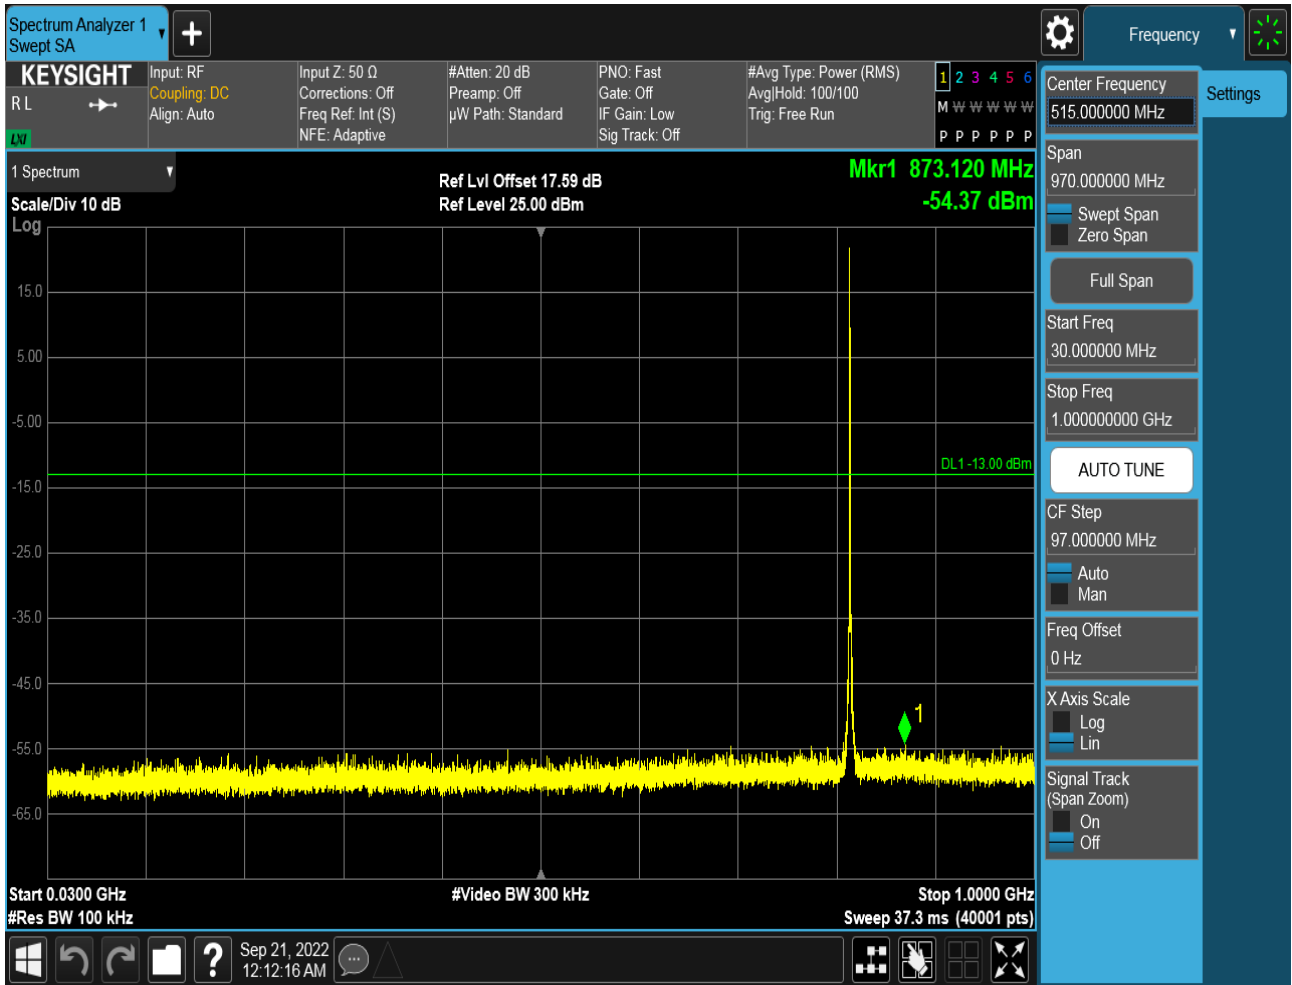 Spectrum Analyzer 1
Swept SA
Frequency
KEYSIGHT
R L
LXI
Input: RF
Coupling: DC
Align: Auto
Input Z: 50 Ω
Corrections: Off
Freq Ref: Int (S)
NFE: Adaptive
#Atten: 20 dB
Preamp: Off
µW Path: Standard
PNO: Fast
Gate: Off
IF Gain: Low
Sig Track: Off
#Avg Type: Power (RMS)
Avg|Hold: 100/100
Trig: Free Run
1 2 3 4 5 6
M W W W W W
P P P P P P
1 Spectrum
Scale/Div 10 dB
Log
Ref Lvl Offset 17.59 dB
Ref Level 25.00 dBm
Mkr1 873.120 MHz
-54.37 dBm
15.0
5.00
-5.00
-15.0
-25.0
-35.0
-45.0
-55.0
-65.0
DL1 -13.00 dBm
1
Start 0.0300 GHz
#Res BW 100 kHz
#Video BW 300 kHz
Stop 1.0000 GHz
Sweep 37.3 ms (40001 pts)
Center Frequency
515.000000 MHz
Settings
Span
970.000000 MHz
Swept Span
Zero Span
Full Span
Start Freq
30.000000 MHz
Stop Freq
1.000000000 GHz
AUTO TUNE
CF Step
97.000000 MHz
Auto
Man
Freq Offset
0 Hz
X Axis Scale
Log
Lin
Signal Track
(Span Zoom)
On
Off
?
Sep 21, 2022
12:12:16 AM